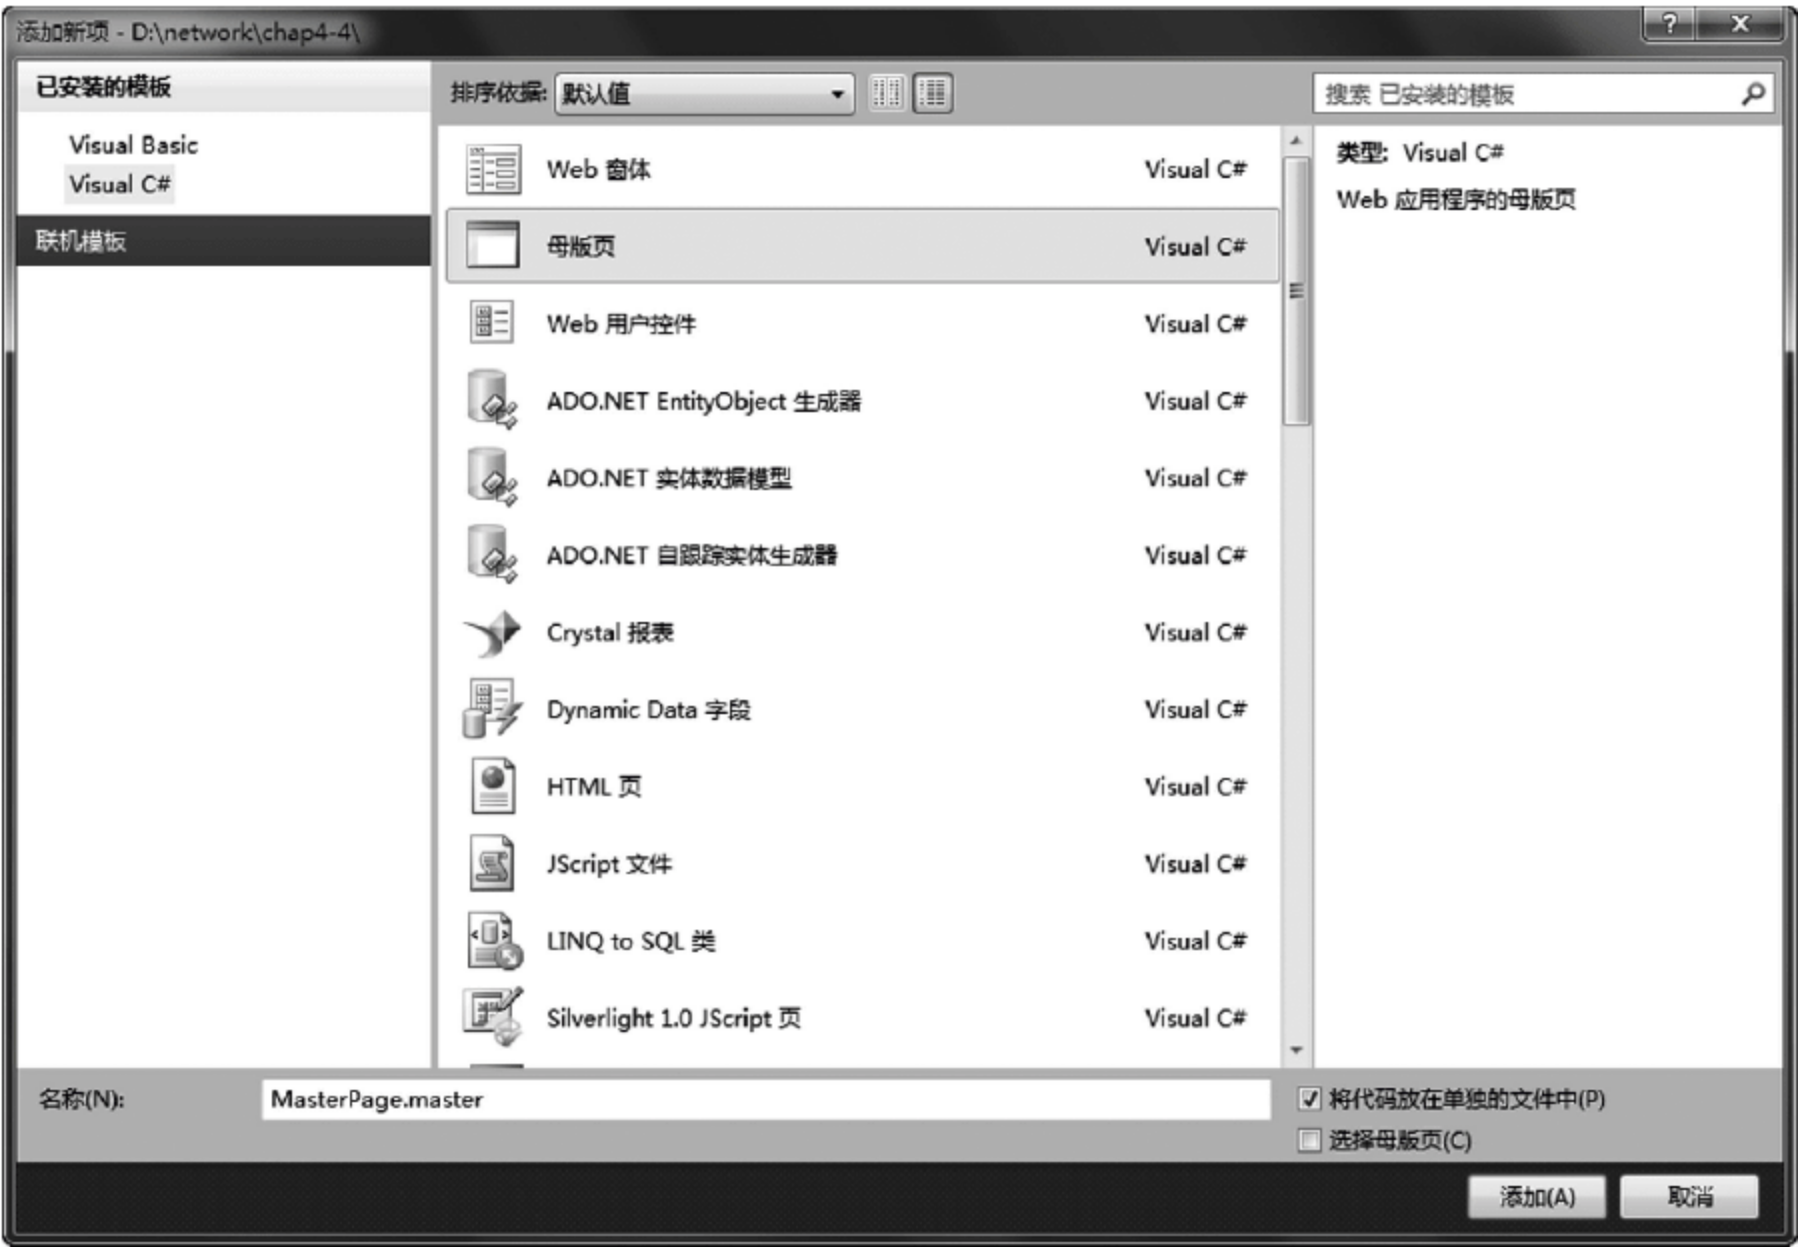 添加新项 - D:\network\chap4-4\
已安装的模板
Visual Basic
Visual C#
联机模板
排序依据: 默认值
搜索 已安装的模板
Web 窗体 Visual C#
母版页 Visual C#
Web 用户控件 Visual C#
ADO.NET EntityObject 生成器 Visual C#
ADO.NET 实体数据模型 Visual C#
ADO.NET 自跟踪实体生成器 Visual C#
Crystal 报表 Visual C#
Dynamic Data 字段 Visual C#
HTML 页 Visual C#
JScript 文件 Visual C#
LINQ to SQL 类 Visual C#
Silverlight 1.0 JScript 页 Visual C#
类型: Visual C#
Web 应用程序的母版页
名称(N): MasterPage.master
将代码放在单独的文件中(P)
选择母版页(C)
添加(A) 取消